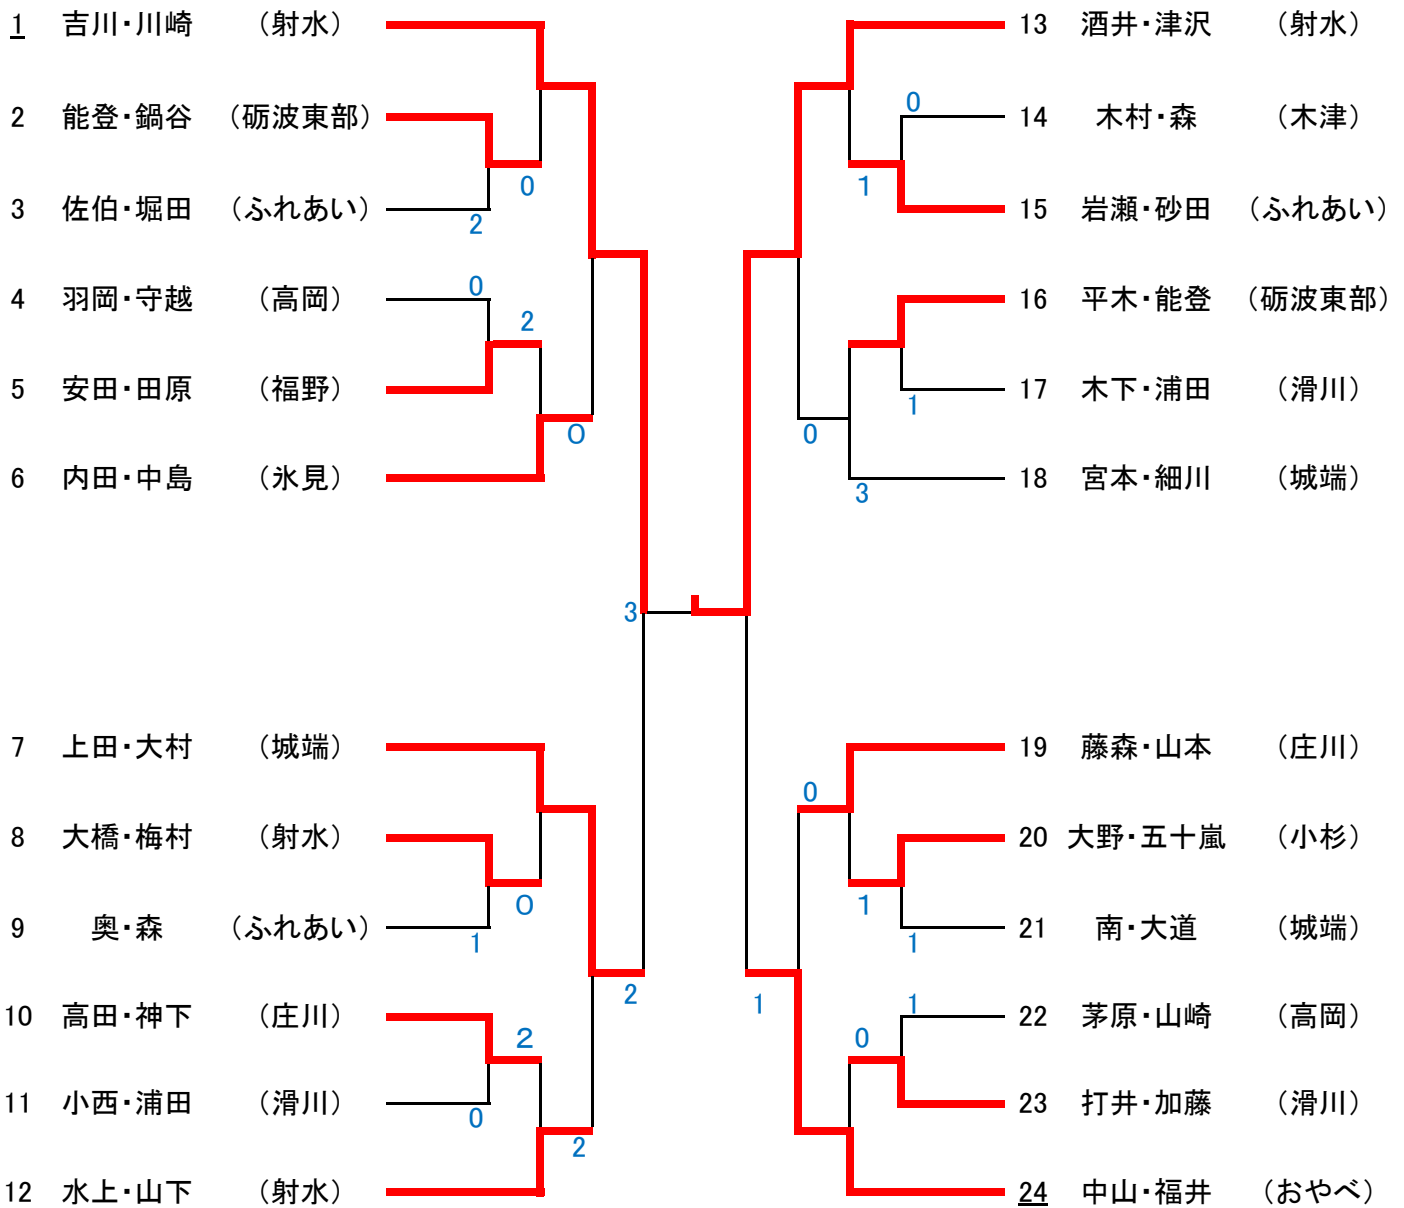 1 吉川・川崎 （射水） 13 酒井・津沢 （射水）
0
2 能登・鍋谷 （砺波東部） 14 木村・森 （木津）
0 1
3 佐伯・堀田 （ふれあい） 15 岩瀬・砂田 （ふれあい）
2
0
4 羽岡・守越 （高岡） 16 平木・能登 （砺波東部）
2
5 安田・田原 （福野） 17 木下・浦田 （滑川）
1
0 0
6 内田・中島 （氷見） 18 宮本・細川 （城端）
3
3
7 上田・大村 （城端） 19 藤森・山本 （庄川）
0
8 大橋・梅村 （射水） 20 大野・五十嵐 （小杉）
0 1
9 奥・森 （ふれあい） 21 南・大道 （城端）
1 1
2 1 1
10 高田・神下 （庄川） 22 茅原・山崎 （高岡）
2 0
11 小西・浦田 （滑川） 23 打井・加藤 （滑川）
0
2
12 水上・山下 （射水） 24 中山・福井 （おやべ）